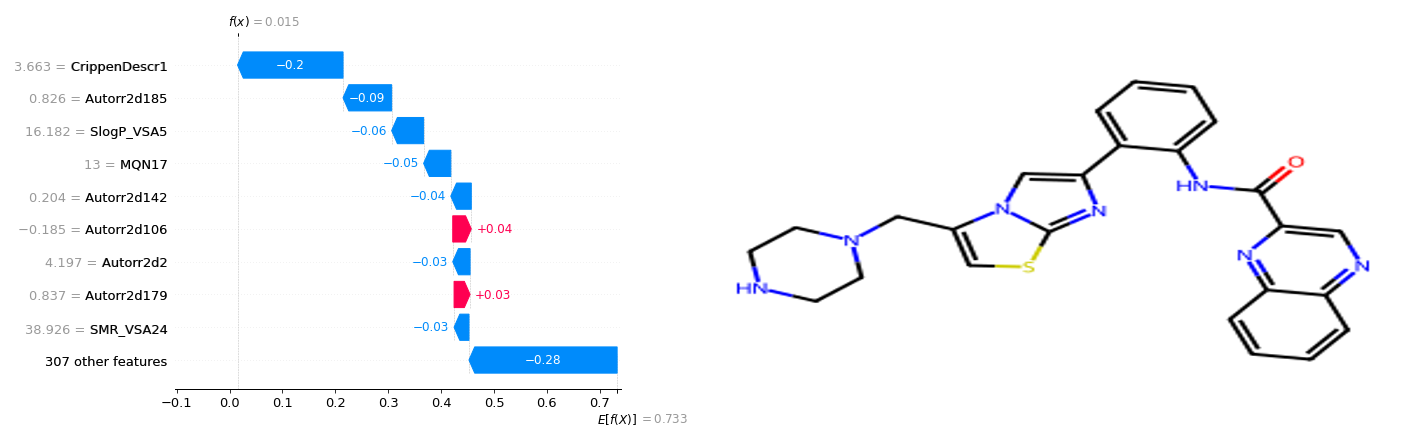 f(x) = 0.015
3.663 = CrippenDescr1
−0.2
0.826 = Autorr2d185
−0.09
16.182 = SlogP_VSA5
−0.06
13 = MQN17
−0.05
0.204 = Autorr2d142
−0.04
−0.185 = Autorr2d106
+0.04
4.197 = Autorr2d2
−0.03
0.837 = Autorr2d179
+0.03
38.926 = SMR_VSA24
−0.03
307 other features
−0.28
−0.1 0.0 0.1 0.2 0.3 0.4 0.5 0.6 0.7
E[f(X)] = 0.733
O
HN
N
N
N
N
N
S
N
HN